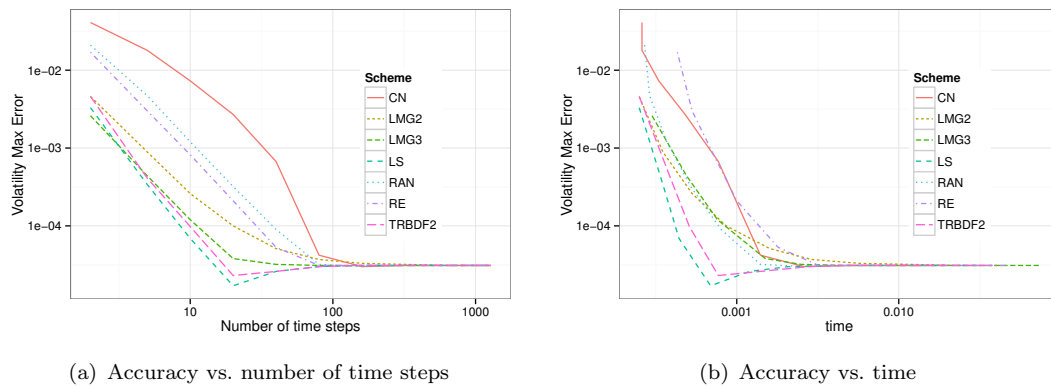 Volatility Max Error
1e−02
1e−03
1e−04
10
100
1000
Number of time steps
Scheme
CN
LMG2
LMG3
LS
RAN
RE
TRBDF2
(a) Accuracy vs. number of time steps
Volatility Max Error
1e−02
1e−03
1e−04
0.001
0.010
time
Scheme
CN
LMG2
LMG3
LS
RAN
RE
TRBDF2
(b) Accuracy vs. time